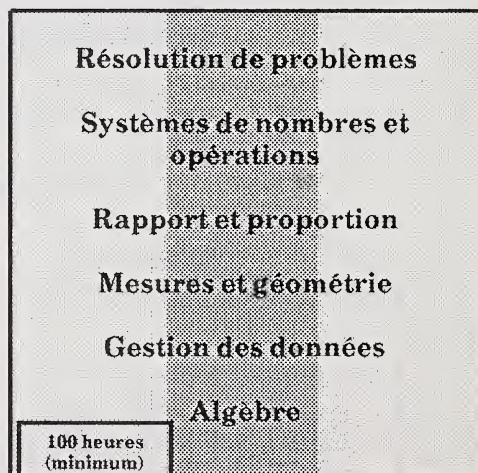 Résolution de problèmes
Systèmes de nombres et
opérations
Rapport et proportion
Mesures et géométrie
Gestion des données
Algèbre
100 heures
(minimum)